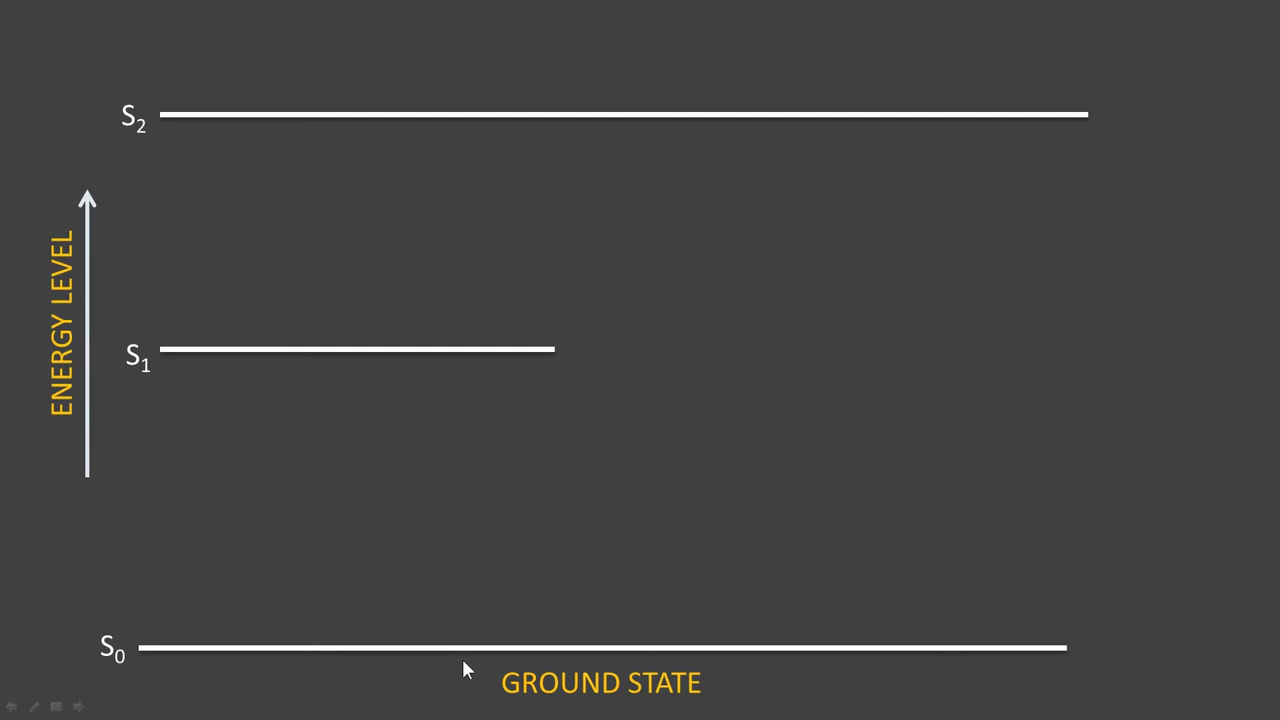 S₂
ENERGY LEVEL
S₁
S₀
GROUND STATE